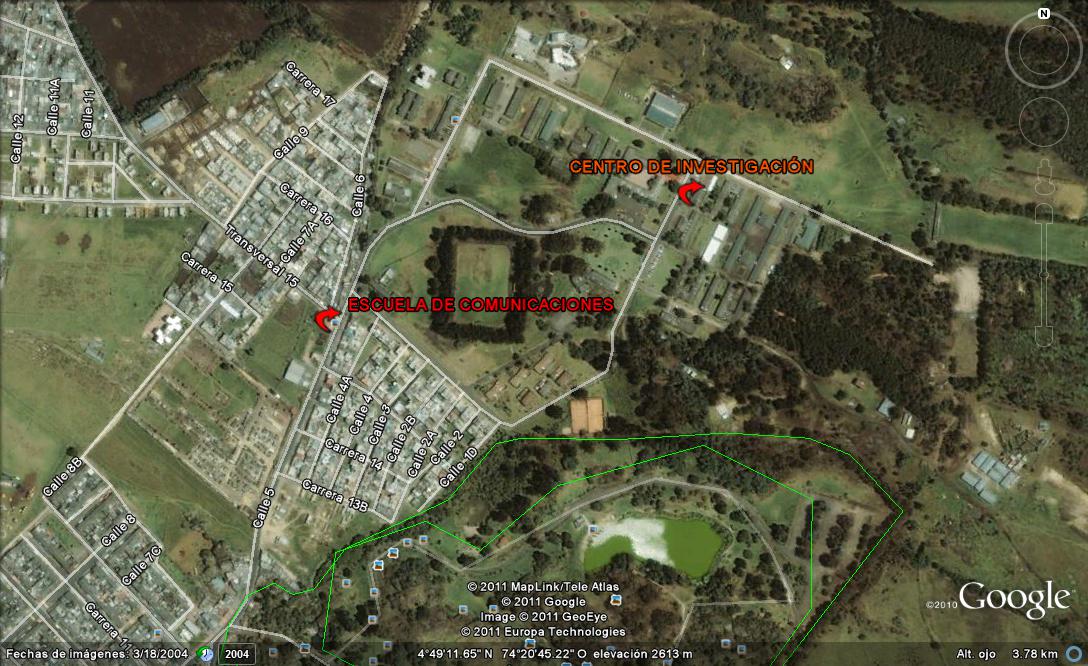 N
Carrera 17
Calle 11A
Calle 11
Calle 12
Calle 9
CENTRO DE INVESTIGACIÓN
Calle 6
Carrera 16
Calle 7A
Transversal 15
Carrera 15
ESCUELA DE COMUNICACIONES
Calle 4A
Calle 4
Calle 3
Calle 2B
Calle 2A
Calle 2
Calle 1D
Carrera 14
Carrera 13B
Calle 8B
Calle 5
Calle 8
Calle 7C
Carrera 11
© 2011 MapLink/Tele Atlas
© 2011 Google
Image © 2011 GeoEye
© 2011 Europa Technologies
©2010 Google
Fechas de imágenes: 3/18/2004 2004 4°49'11.65" N 74°20'45.22" O elevación 2613 m Alt. ojo 3.78 km